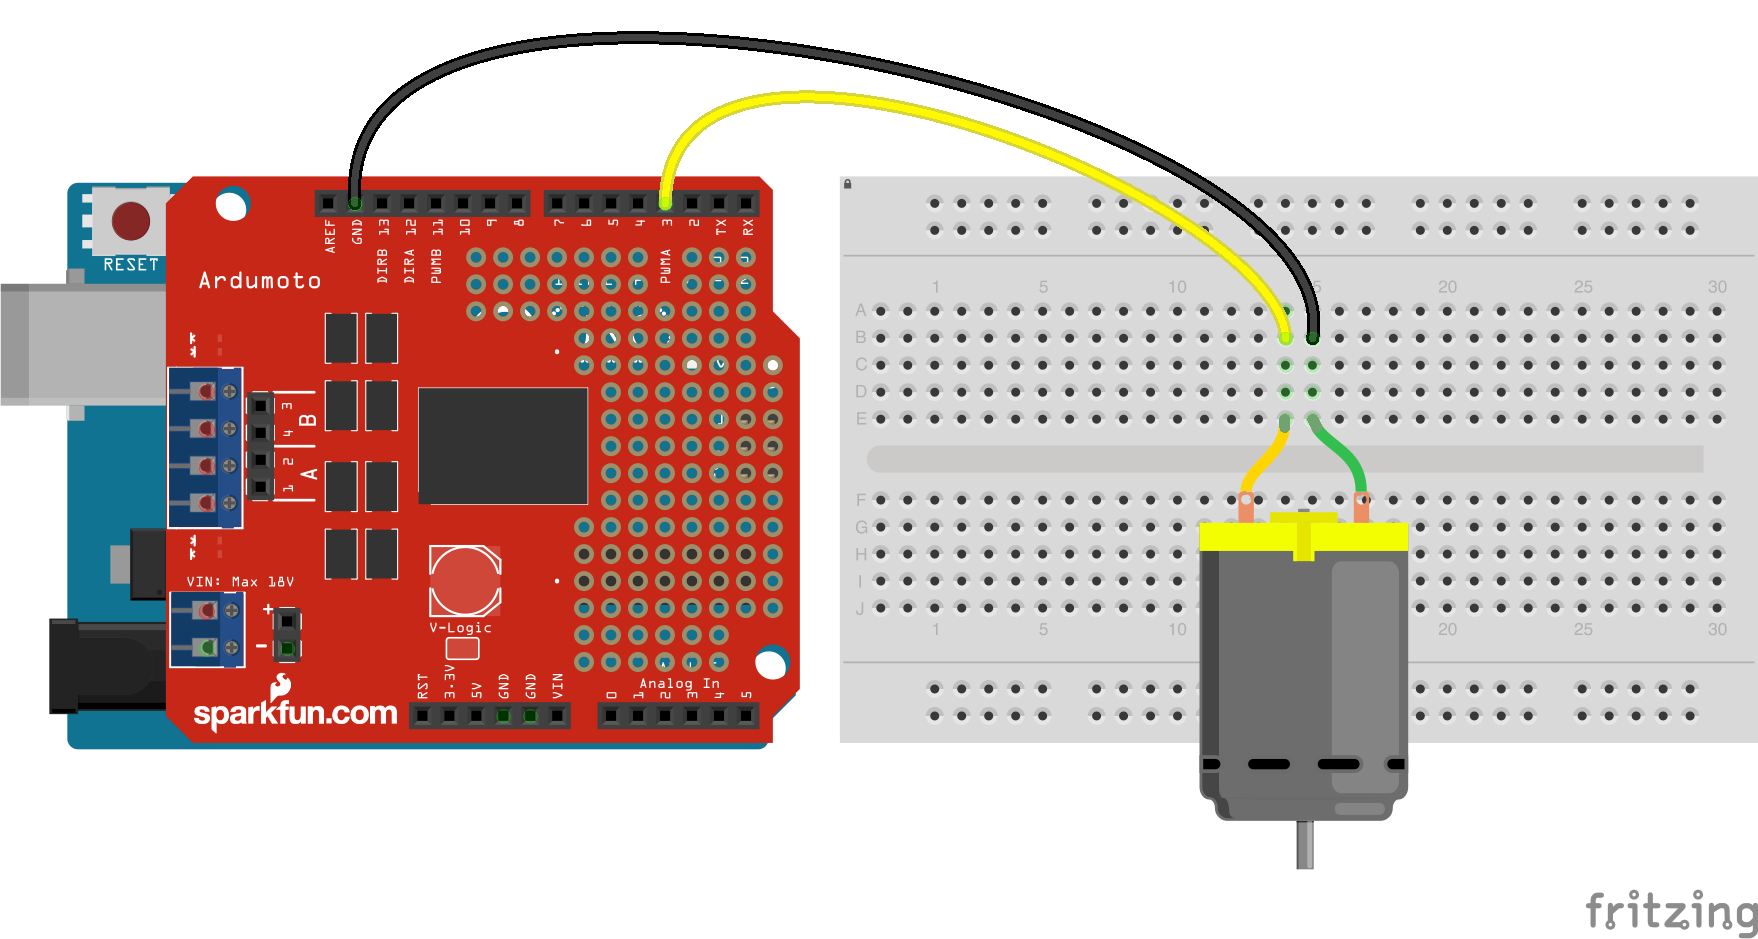 RESET
Ardumoto
AREF GND 13 12 11 10 9 8 7 6 5 4 3 2 TX RX
DIRB DIRA PWMB PWMA
3
4
B
2
1
A
VIN: Max 18V
+
-
V-Logic
sparkfun.com
RST 3.3V 5V GND GND VIN
Analog In
0 1 2 3 4 5
1 5 10 15 20 25 30
A
B
C
D
E
F
G
H
I
J
1 5 10 20 25 30
fritzing